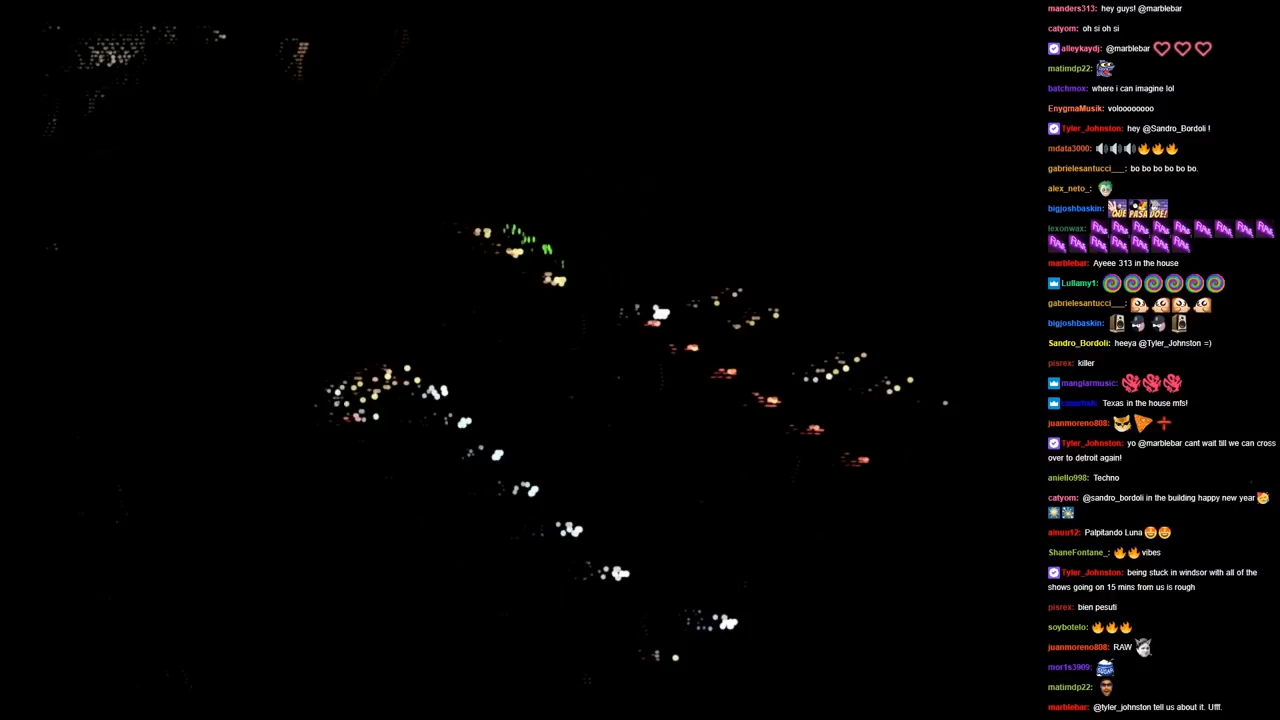 manders313: hey guys! @marblebar
catyom: oh si oh si
alleykaydj: @marblebar
matimdp22:
batchmox: where i can imagine lol
EnygmaMusik: voloooooooo
Tyler_Johnston: hey @Sandro_Bordoli !
mdata3000:
gabrielesantucci___: bo bo bo bo bo bo.
alex_neto_:
bigjoshbaskin: QUE PASA DOE!
lexonwax:
marblebar: Ayeee 313 in the house
Lullamy1:
gabrielesantucci___:
bigjoshbaskin:
Sandro_Bordoli: heeya @Tyler_Johnston =)
pisrex: killer
manglarmusic:
Texas in the house mfs!
juanmoreno808:
Tyler_Johnston: yo @marblebar cant wait till we can cross
over to detroit again!
aniello998: Techno
catyom: @sandro_bordoli in the building happy new year
ainuu12: Palpitando Luna
ShaneFontane_: vibes
Tyler_Johnston: being stuck in windsor with all of the
shows going on 15 mins from us is rough
pisrex: bien pesuti
soybotelo:
juanmoreno808: RAW
mor1s3909:
matimdp22:
marblebar: @tyler_johnston tell us about it. Ufff.